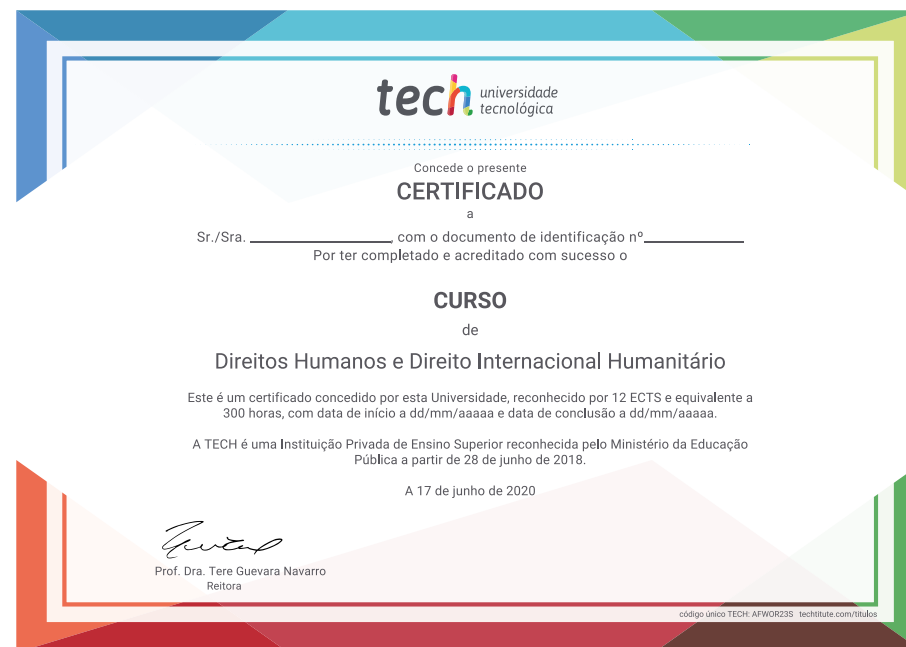 tech universidade
tecnológica
Concede o presente
CERTIFICADO
a
Sr./Sra. ____________, com o documento de identificação nº____________
Por ter completado e acreditado com sucesso o
CURSO
de
Direitos Humanos e Direito Internacional Humanitário
Este é um certificado concedido por esta Universidade, reconhecido por 12 ECTS e equivalente a
300 horas, com data de início a dd/mm/aaaaa e data de conclusão a dd/mm/aaaaa.
A TECH é uma Instituição Privada de Ensino Superior reconhecida pelo Ministério da Educação
Pública a partir de 28 de junho de 2018.
A 17 de junho de 2020
Prof. Dra. Tere Guevara Navarro
Reitora
código único TECH: AFWOR23S techtitute.com/titulos